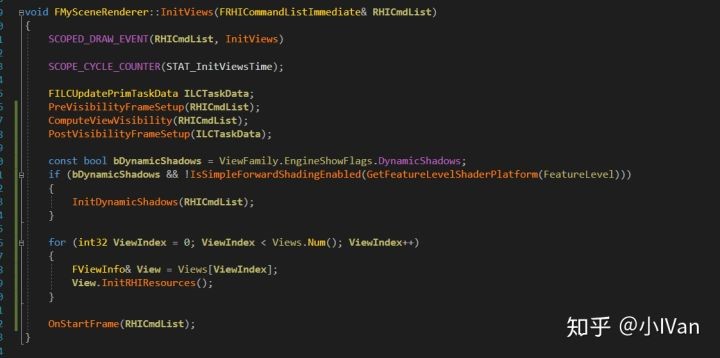 void FMySceneRenderer::InitViews(FRHICommandListImmediate& RHICmdList)
{
SCOPED_DRAW_EVENT(RHICmdList, InitViews)
SCOPE_CYCLE_COUNTER(STAT_InitViewsTime);
FILCUpdatePrimTaskData ILCTaskData;
PreVisibilityFrameSetup(RHICmdList);
ComputeViewVisibility(RHICmdList);
PostVisibilityFrameSetup(ILCTaskData);
const bool bDynamicShadows = ViewFamily.EngineShowFlags.DynamicShadows;
if (bDynamicShadows && !IsSimpleForwardShadingEnabled(GetFeatureLevelShaderPlatform(FeatureLevel)))
{
InitDynamicShadows(RHICmdList);
}
for (int32 ViewIndex = 0; ViewIndex < Views.Num(); ViewIndex++)
{
FViewInfo& View = Views[ViewIndex];
View.InitRHIResources();
}
OnStartFrame(RHICmdList);
}
知乎 @小IVan